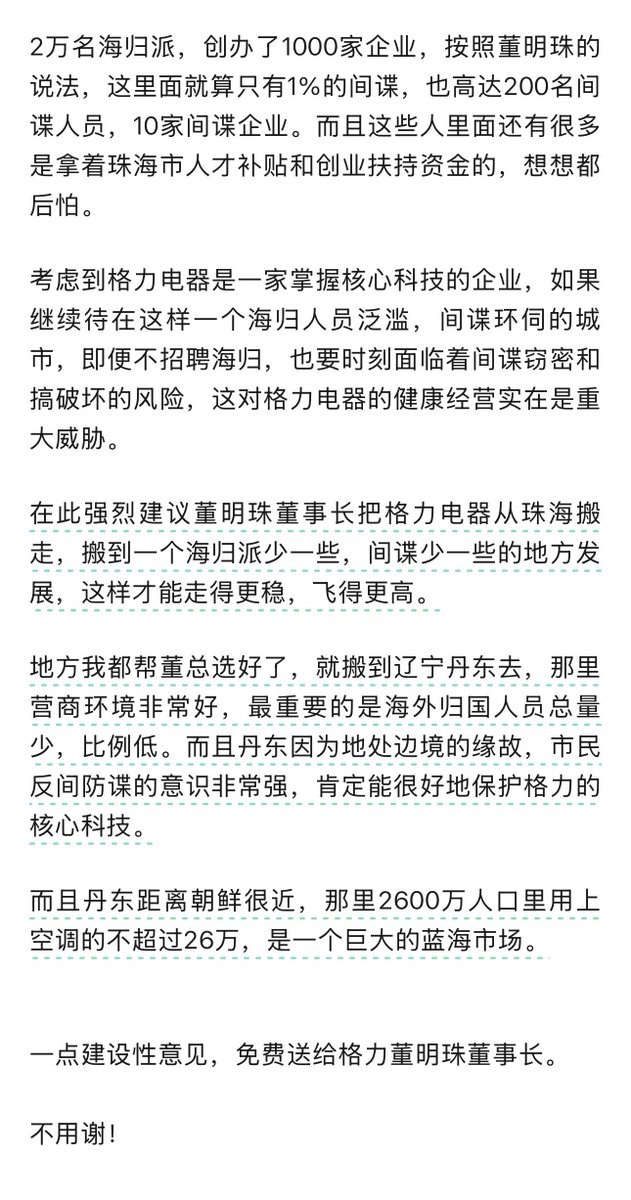 2万名海归派，创办了1000家企业，按照董明珠的
说法，这里面就算只有1%的间谍，也高达200名间
谍人员，10家间谍企业。而且这些人里面还有很多
是拿着珠海市人才补贴和创业扶持资金的，想想都
后怕。
考虑到格力电器是一家掌握核心科技的企业，如果
继续待在这样一个海归人员泛滥，间谍环伺的城
市，即便不招聘海归，也要时刻面临着间谍窃密和
搞破坏的风险，这对格力电器的健康经营实在是重
大威胁。
在此强烈建议董明珠董事长把格力电器从珠海搬
走，搬到一个海归派少一些，间谍少一些的地方发
展，这样才能走得更稳，飞得更高。
地方我都帮董总选好了，就搬到辽宁丹东去，那里
营商环境非常好，最重要的是海外归国人员总量
少，比例低。而且丹东因为地处边境的缘故，市民
反间防谍的意识非常强，肯定能很好地保护格力的
核心科技。
而且丹东距离朝鲜很近，那里2600万人口里用上
空调的不超过26万，是一个巨大的蓝海市场。
一点建设性意见，免费送给格力董明珠董事长。
不用谢！